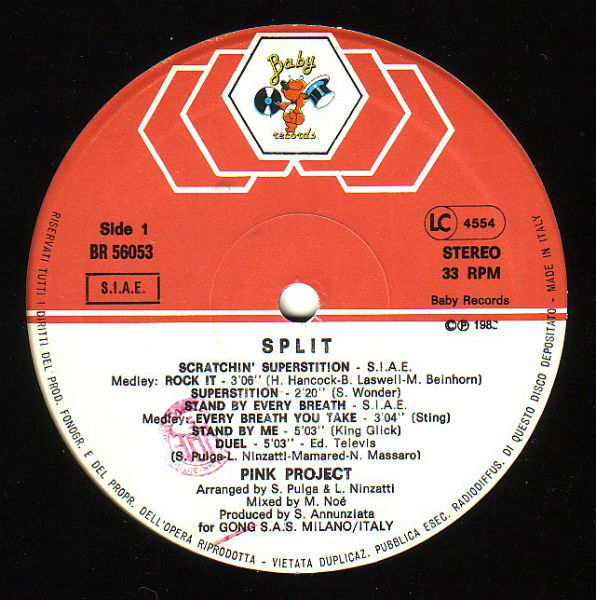 Baby
records
Side 1
BR 56053
S.I.A.E.
LC 4554
STEREO
33 RPM
Baby Records
©℗ 198
SPLIT
SCRATCHIN' SUPERSTITION - S.I.A.E.
Medley: ROCK IT - 3'06" (H. Hancock-B. Laswell-M. Beinhorn)
SUPERSTITION - 2'20" (S. Wonder)
STAND BY EVERY BREATH - S.I.A.E.
Medley: EVERY BREATH YOU TAKE - 3'04" (Sting)
STAND BY ME - 5'03" (King Glick)
DUEL - 5'03" - Ed. Televis
(S. Pulga-L. Ninzatti-Mamared-N. Massaro)
PINK PROJECT
Arranged by S. Pulga & L. Ninzatti
Mixed by M. Noé
Produced by S. Annunziata
for GONG S.A.S. MILANO/ITALY
RISERVATI TUTTI I DIRITTI DEL PROD. FONOGR. E DEL PROPR. DELL'OPERA RIPRODOTTA - VIETATA DUPLICAZ. PUBBLICA ESEC. RADIODIFFUS. DI QUESTO DISCO DEPOSITATO - MADE IN ITALY